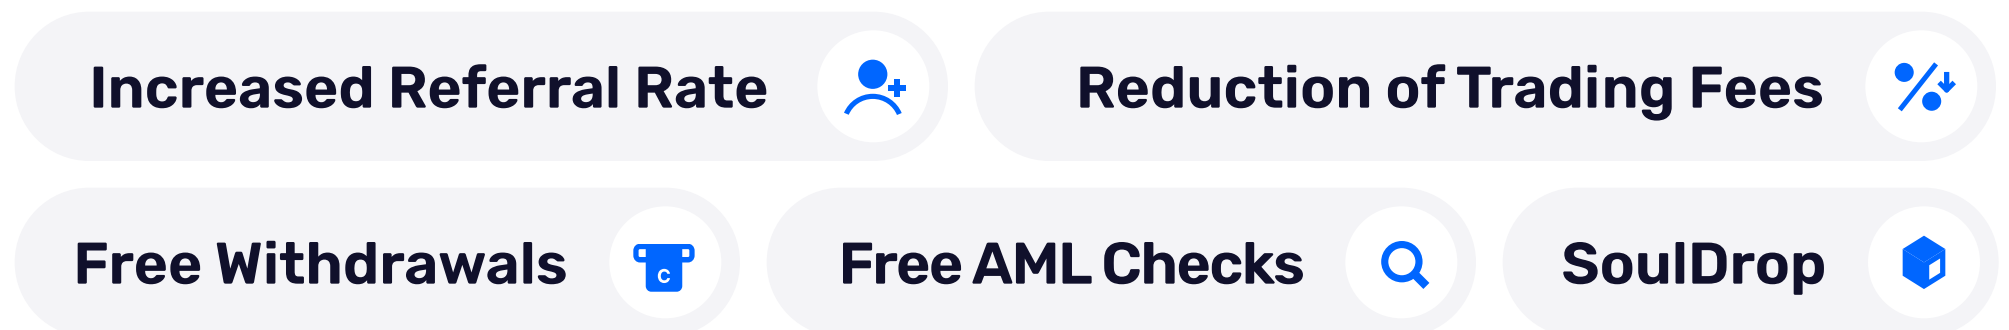 Increased Referral Rate
Reduction of Trading Fees
Free Withdrawals
C
Free AML Checks
SoulDrop